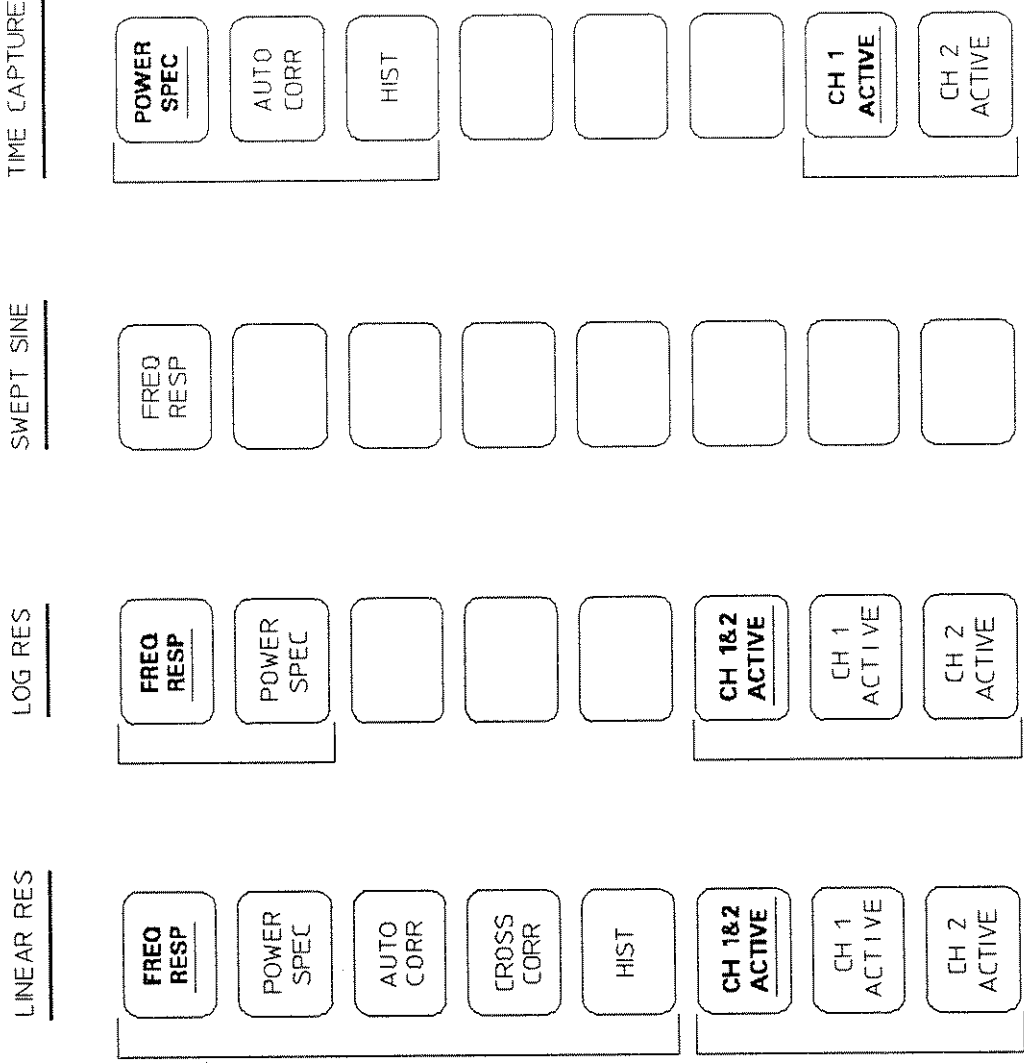 LINEAR RES
FREQ
RESP
POWER
SPEC
AUTO
CORR
CROSS
CORR
HIST
CH 1&2
ACTIVE
CH 1
ACTIVE
CH 2
ACTIVE
LOG RES
FREQ
RESP
POWER
SPEC
CH 1&2
ACTIVE
CH 1
ACTIVE
CH 2
ACTIVE
SWEPT SINE
FREQ
RESP
TIME CAPTURE
POWER
SPEC
AUTO
CORR
HIST
CH 1
ACTIVE
CH 2
ACTIVE